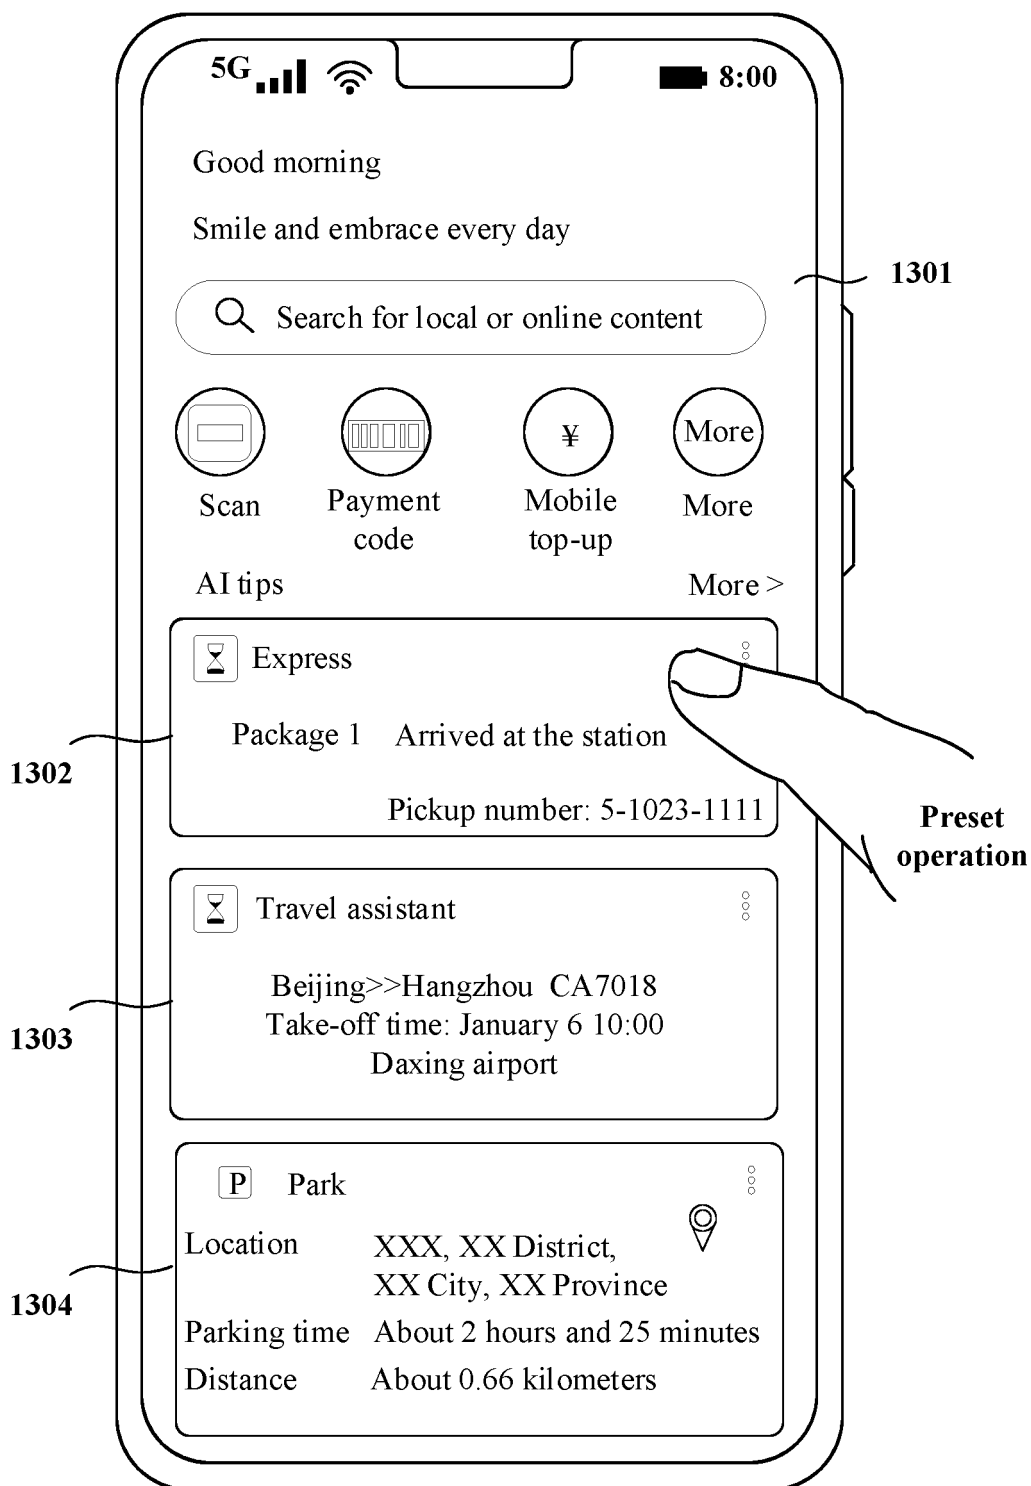 5G 8:00
Good morning
Smile and embrace every day
1301
Search for local or online content
¥ More
Scan Payment code Mobile top-up More
AI tips More >
Express
Package 1 Arrived at the station
1302
Pickup number: 5-1023-1111
Preset
operation
Travel assistant
Beijing>>Hangzhou CA7018
Take-off time: January 6 10:00
1303
Daxing airport
P Park
Location XXX, XX District,
XX City, XX Province
1304
Parking time About 2 hours and 25 minutes
Distance About 0.66 kilometers